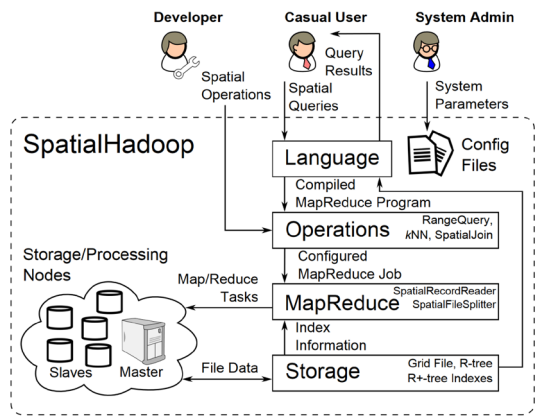 Developer
Casual User
System Admin
Spatial
Operations
Spatial
Queries
Query
Results
System
Parameters
SpatialHadoop
Language
Config
Files
Compiled
MapReduce Program
Operations
RangeQuery,
kNN, SpatialJoin
Storage/Processing
Nodes
Configured
MapReduce Job
Map/Reduce
Tasks
MapReduce
SpatialRecordReader
SpatialFileSplitter
Index
Information
Slaves
Master
File Data
Storage
Grid File, R-tree
R+-tree Indexes